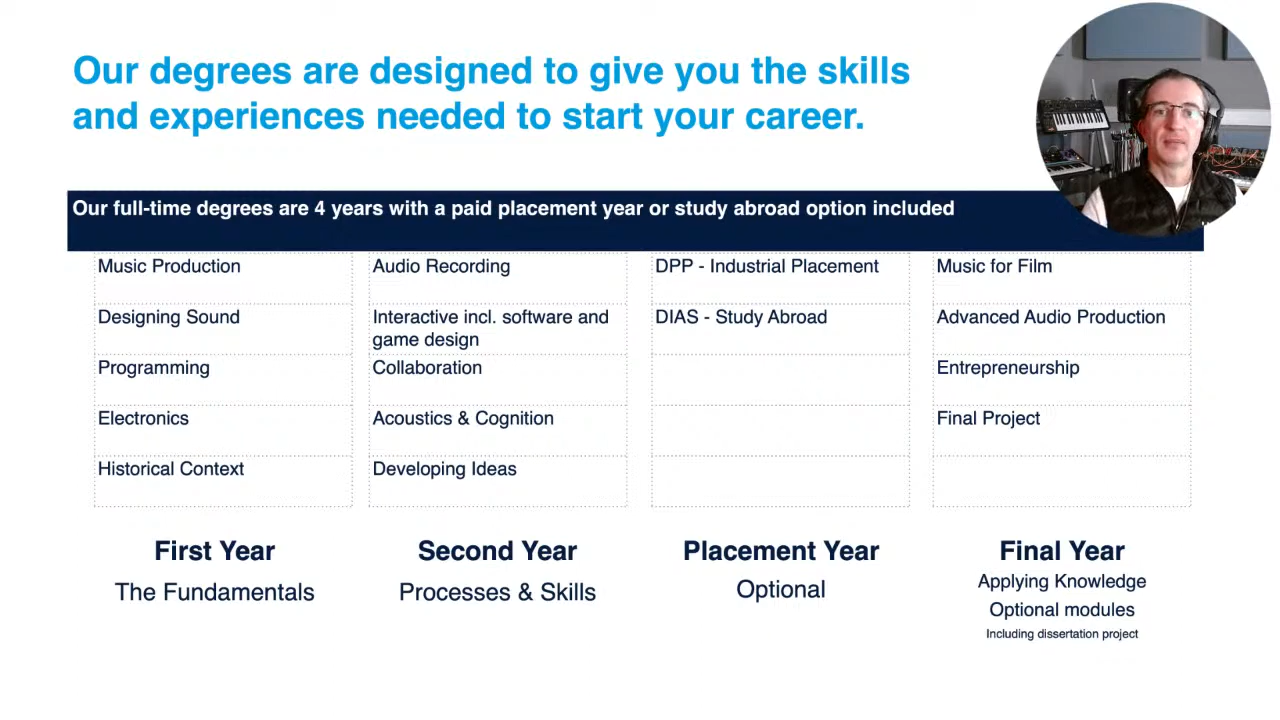 Our degrees are designed to give you the skills
and experiences needed to start your career.
Our full-time degrees are 4 years with a paid placement year or study abroad option included
Music Production
Designing Sound
Programming
Electronics
Historical Context
First Year
The Fundamentals
Audio Recording
Interactive incl. software and
game design
Collaboration
Acoustics & Cognition
Developing Ideas
Second Year
Processes & Skills
DPP - Industrial Placement
DIAS - Study Abroad
Placement Year
Optional
Music for Film
Advanced Audio Production
Entrepreneurship
Final Project
Final Year
Applying Knowledge
Optional modules
Including dissertation project